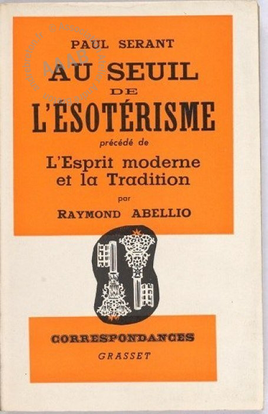 PAUL SERANT
AU SEUIL
DE
L'ÉSOTÉRISME
précédé de
L'Esprit moderne
et la Tradition
par
RAYMOND ABELLIO
CORRESPONDANCES
GRASSET